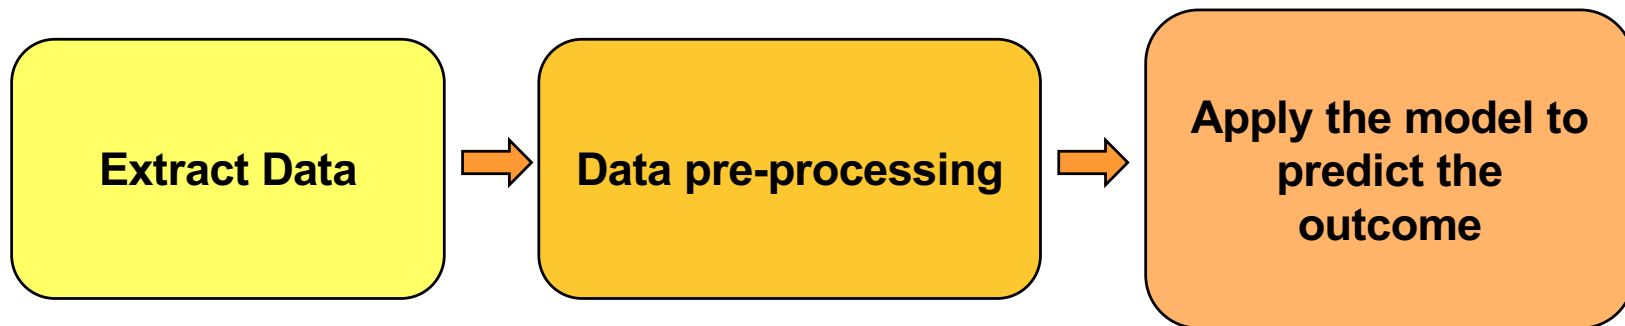 Extract Data
Data pre-processing
Apply the model to
predict the
outcome